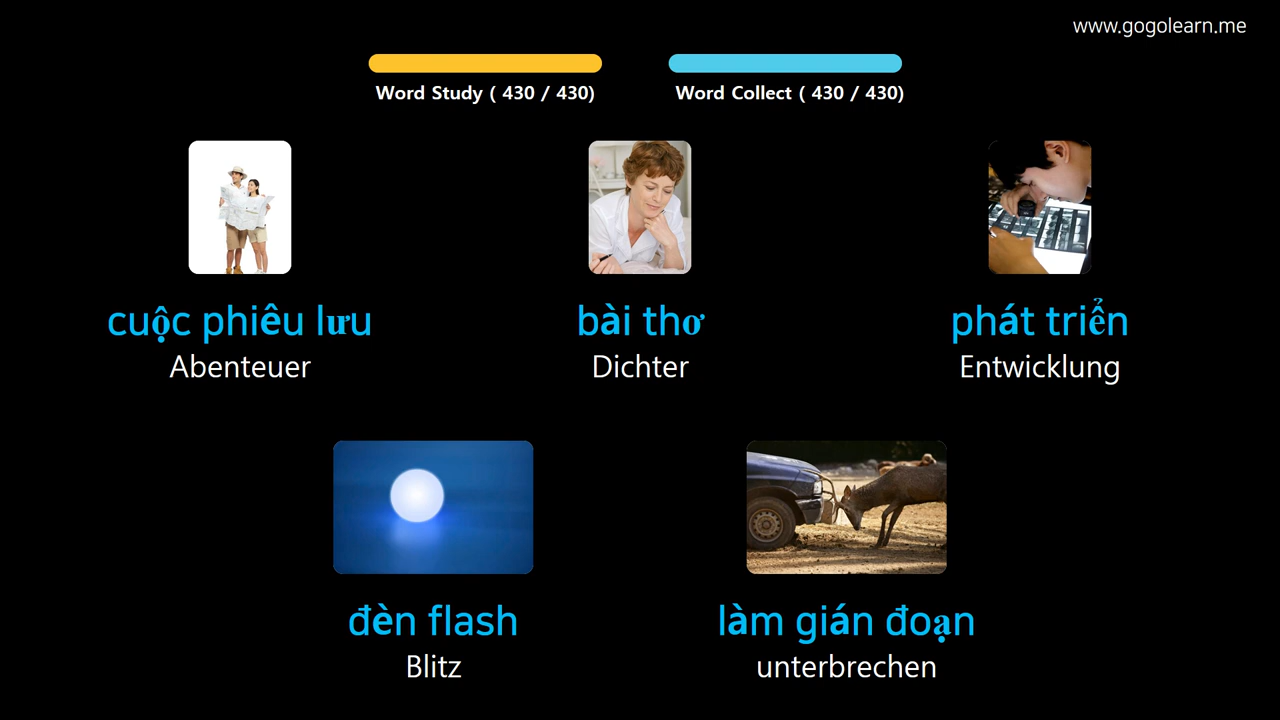 www.gogolearn.me
Word Study ( 430 / 430)
Word Collect ( 430 / 430)
cuộc phiêu lưu
Abenteuer
bài thơ
Dichter
phát triển
Entwicklung
đèn flash
Blitz
làm gián đoạn
unterbrechen